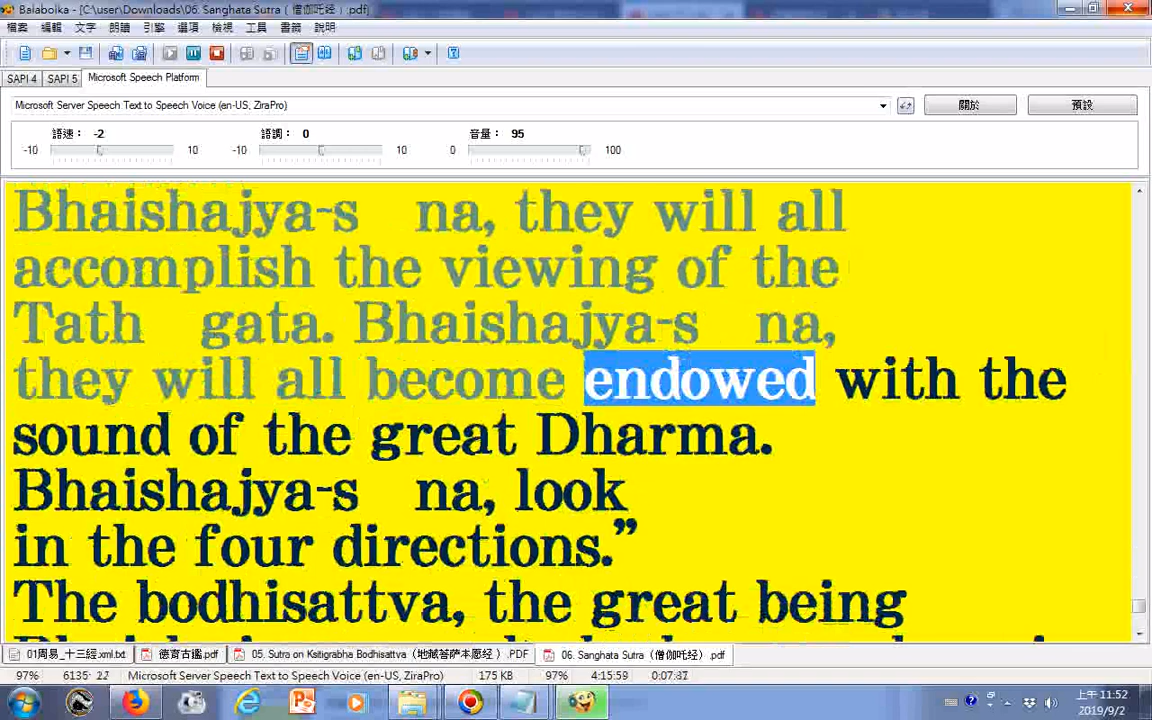 Balabolka - [C:\user\Downloads\06. Sanghata Sutra（僧伽吒经）.pdf]
檔案 編輯 文字 朗讀 引擎 選項 檢視 工具 書籤 說明
SAPI 4 SAPI 5 Microsoft Speech Platform
Microsoft Server Speech Text to Speech Voice (en-US, ZiraPro) 關於 預設
語速： -2 語調： 0 音量： 95
-10 10 -10 10 0 100
Bhaishajya-s na, they will all
accomplish the viewing of the
Tath gata. Bhaishajya-s na,
they will all become endowed with the
sound of the great Dharma.
Bhaishajya-s na, look
in the four directions.”
The bodhisattva, the great being
01周易_十三經.xml.txt 德育古鑑.pdf 05. Sutra on Ksitigrabha Bodhisattva（地藏菩萨本愿经）.PDF 06. Sanghata Sutra（僧伽吒经）.pdf
97% 6135: 22 Microsoft Server Speech Text to Speech Voice (en-US, ZiraPro) 175 KB 97% 4:15:59
上午 11:52
2019/9/2